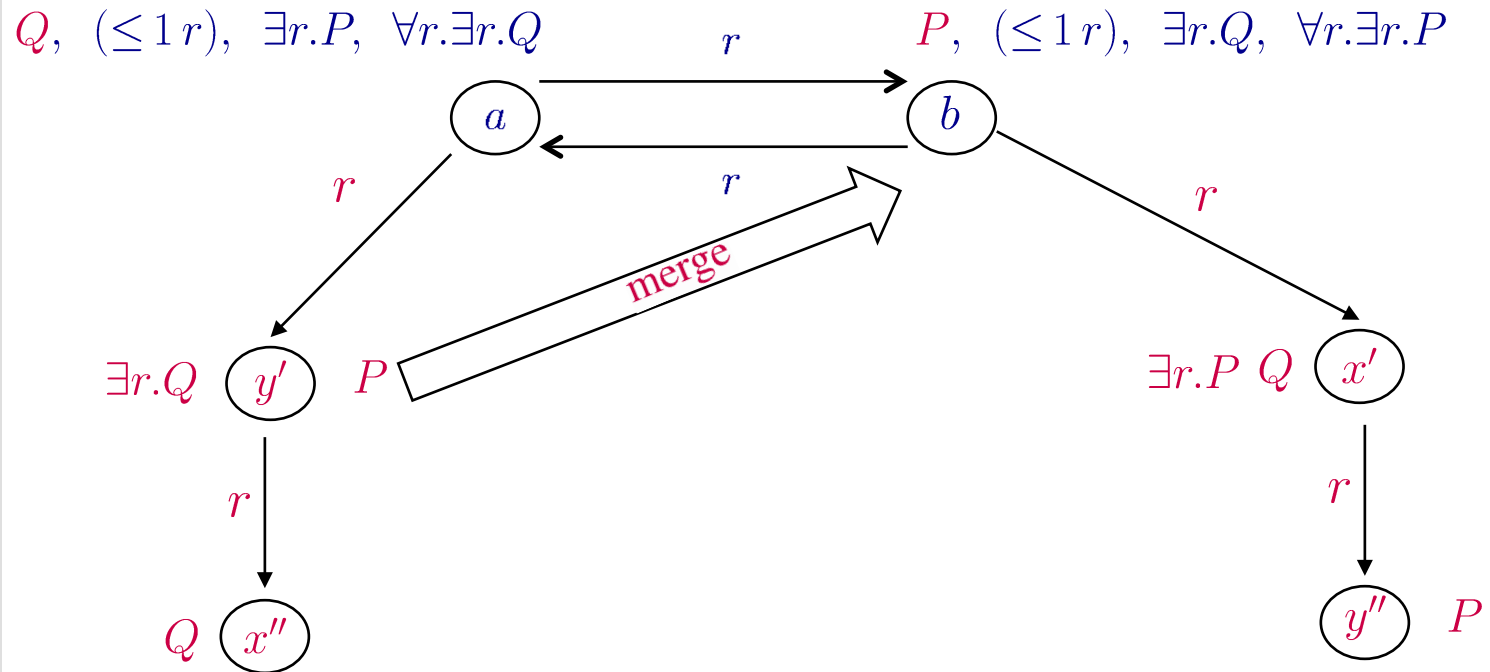 Q, (≤ 1 r), ∃r.P, ∀r.∃r.Q
r
P, (≤ 1 r), ∃r.Q, ∀r.∃r.P
a
b
r
r
r
merge
∃r.Q
y′
P
∃r.P Q
x′
r
r
Q
x″
y″
P